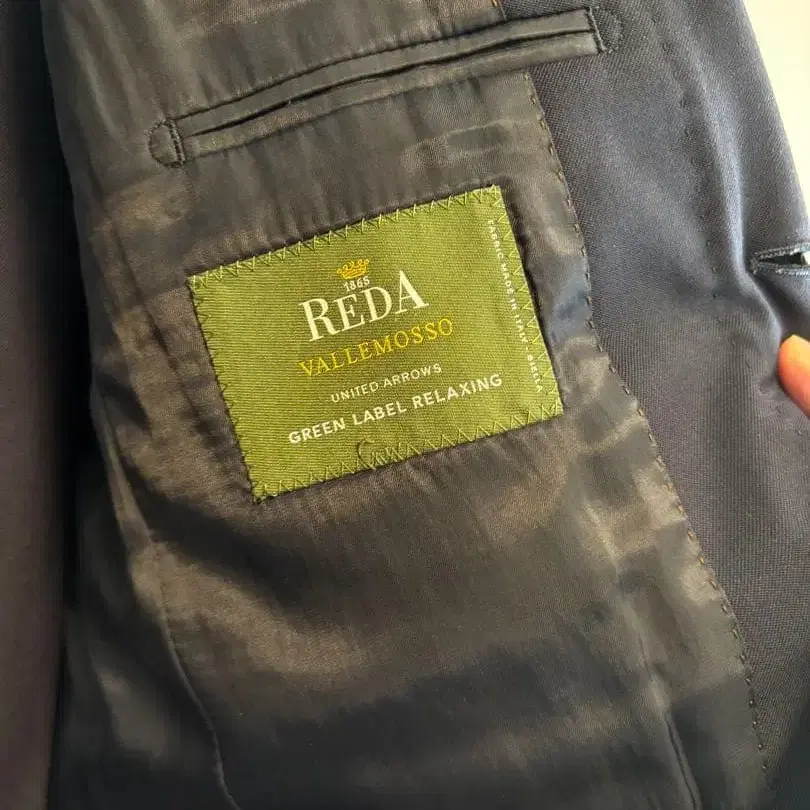 1865
REDA
VALLEMOSSO
UNITED ARROWS
GREEN LABEL RELAXING
FABRIC MADE IN ITALY - BIELLA